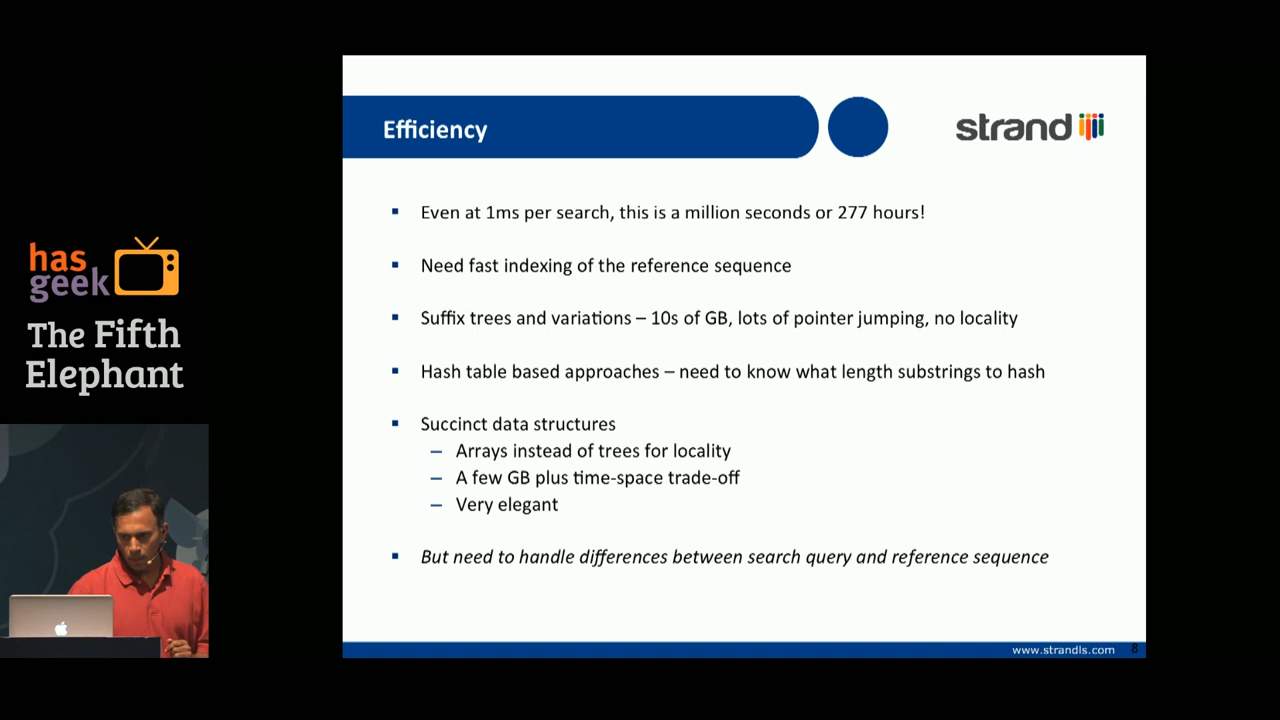 Efficiency
strand
Even at 1ms per search, this is a million seconds or 277 hours!
Need fast indexing of the reference sequence
Suffix trees and variations – 10s of GB, lots of pointer jumping, no locality
Hash table based approaches – need to know what length substrings to hash
Succinct data structures
– Arrays instead of trees for locality
– A few GB plus time-space trade-off
– Very elegant
But need to handle differences between search query and reference sequence
www.strandls.com 8
has
geek
The Fifth
Elephant